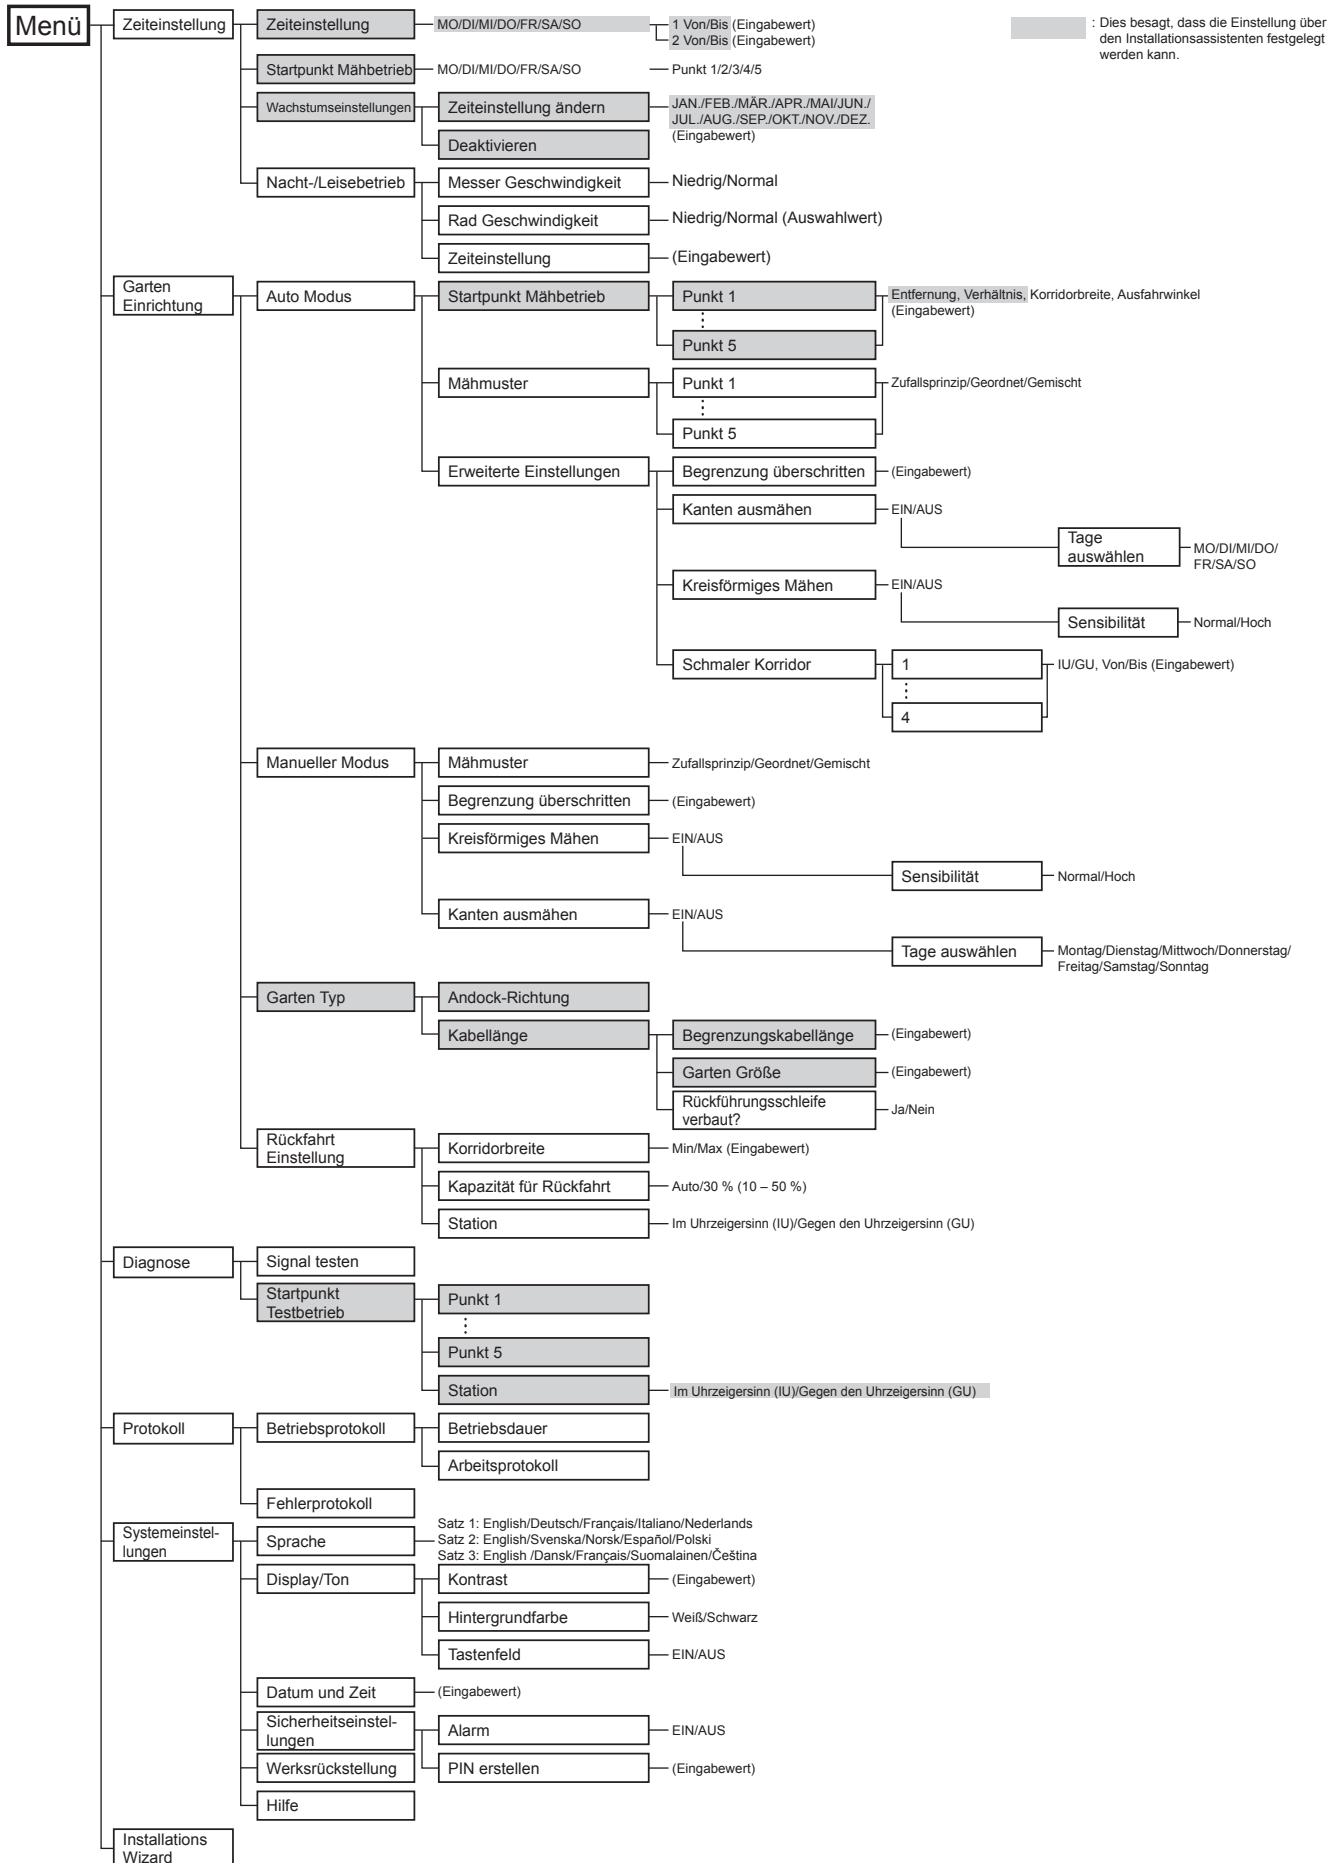 Menü
Zeiteinstellung
Zeiteinstellung
MO/DI/MI/DO/FR/SA/SO
1 Von/Bis (Eingabewert)
2 Von/Bis (Eingabewert)
: Dies besagt, dass die Einstellung über
den Installationsassistenten festgelegt
werden kann.
Startpunkt Mähbetrieb
MO/DI/MI/DO/FR/SA/SO
Punkt 1/2/3/4/5
Wachstumseinstellungen
Zeiteinstellung ändern
JAN./FEB./MÄR./APR./MAI/JUN./
JUL./AUG./SEP./OKT./NOV./DEZ.
(Eingabewert)
Deaktivieren
Nacht-/Leisebetrieb
Messer Geschwindigkeit
Niedrig/Normal
Rad Geschwindigkeit
Niedrig/Normal (Auswahlwert)
Zeiteinstellung
(Eingabewert)
Garten
Einrichtung
Auto Modus
Startpunkt Mähbetrieb
Punkt 1
Entfernung, Verhältnis, Korridorbreite, Ausfahrwinkel
(Eingabewert)
Punkt 5
Mähmuster
Punkt 1
Zufallsprinzip/Geordnet/Gemischt
Punkt 5
Erweiterte Einstellungen
Begrenzung überschritten
(Eingabewert)
Kanten ausmähen
EIN/AUS
Tage
auswählen
MO/DI/MI/DO/
FR/SA/SO
Kreisförmiges Mähen
EIN/AUS
Sensibilität
Normal/Hoch
Schmaler Korridor
1
IU/GU, Von/Bis (Eingabewert)
4
Manueller Modus
Mähmuster
Zufallsprinzip/Geordnet/Gemischt
Begrenzung überschritten
(Eingabewert)
Kreisförmiges Mähen
EIN/AUS
Sensibilität
Normal/Hoch
Kanten ausmähen
EIN/AUS
Tage auswählen
Montag/Dienstag/Mittwoch/Donnerstag/
Freitag/Samstag/Sonntag
Garten Typ
Andock-Richtung
Kabellänge
Begrenzungskabellänge
(Eingabewert)
Garten Größe
(Eingabewert)
Rückführungsschleife
verbaut?
Ja/Nein
Rückfahrt
Einstellung
Korridorbreite
Min/Max (Eingabewert)
Kapazität für Rückfahrt
Auto/30 % (10 – 50 %)
Station
Im Uhrzeigersinn (IU)/Gegen den Uhrzeigersinn (GU)
Diagnose
Signal testen
Startpunkt
Testbetrieb
Punkt 1
Punkt 5
Station
Im Uhrzeigersinn (IU)/Gegen den Uhrzeigersinn (GU)
Protokoll
Betriebsprotokoll
Betriebsdauer
Arbeitsprotokoll
Fehlerprotokoll
Systemeinstel-
lungen
Sprache
Satz 1: English/Deutsch/Français/Italiano/Nederlands
Satz 2: English/Svenska/Norsk/Español/Polski
Satz 3: English /Dansk/Français/Suomalainen/Čeština
Display/Ton
Kontrast
(Eingabewert)
Hintergrundfarbe
Weiß/Schwarz
Tastenfeld
EIN/AUS
Datum und Zeit
(Eingabewert)
Sicherheitseinstel-
lungen
Alarm
EIN/AUS
PIN erstellen
(Eingabewert)
Werksrückstellung
Hilfe
Installations
Wizard